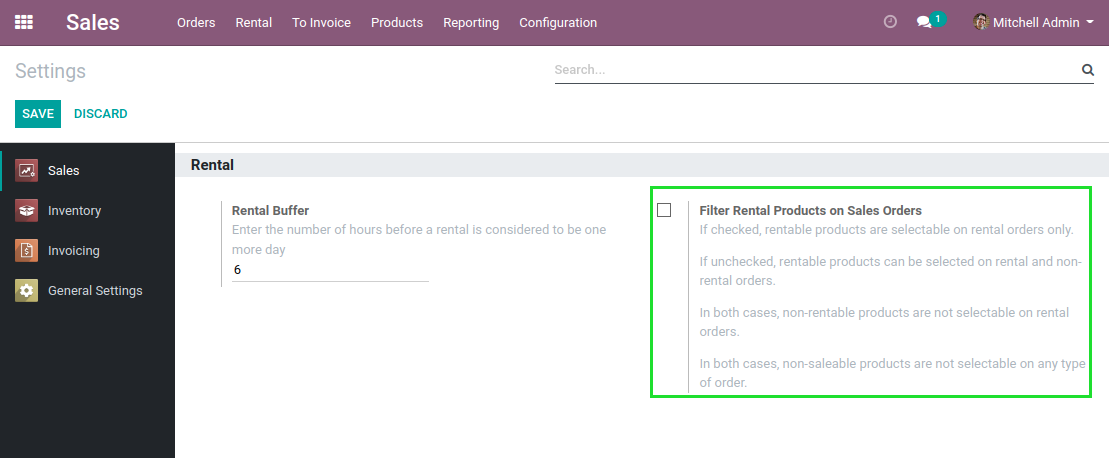 Sales Orders Rental To Invoice Products Reporting Configuration 1 Mitchell Admin
Settings Search...
SAVE DISCARD
Sales
Inventory
Invoicing
General Settings
Rental
Rental Buffer
Enter the number of hours before a rental is considered to be one
more day
6
Filter Rental Products on Sales Orders
If checked, rentable products are selectable on rental orders only.
If unchecked, rentable products can be selected on rental and non-
rental orders.
In both cases, non-rentable products are not selectable on rental
orders.
In both cases, non-saleable products are not selectable on any type
of order.